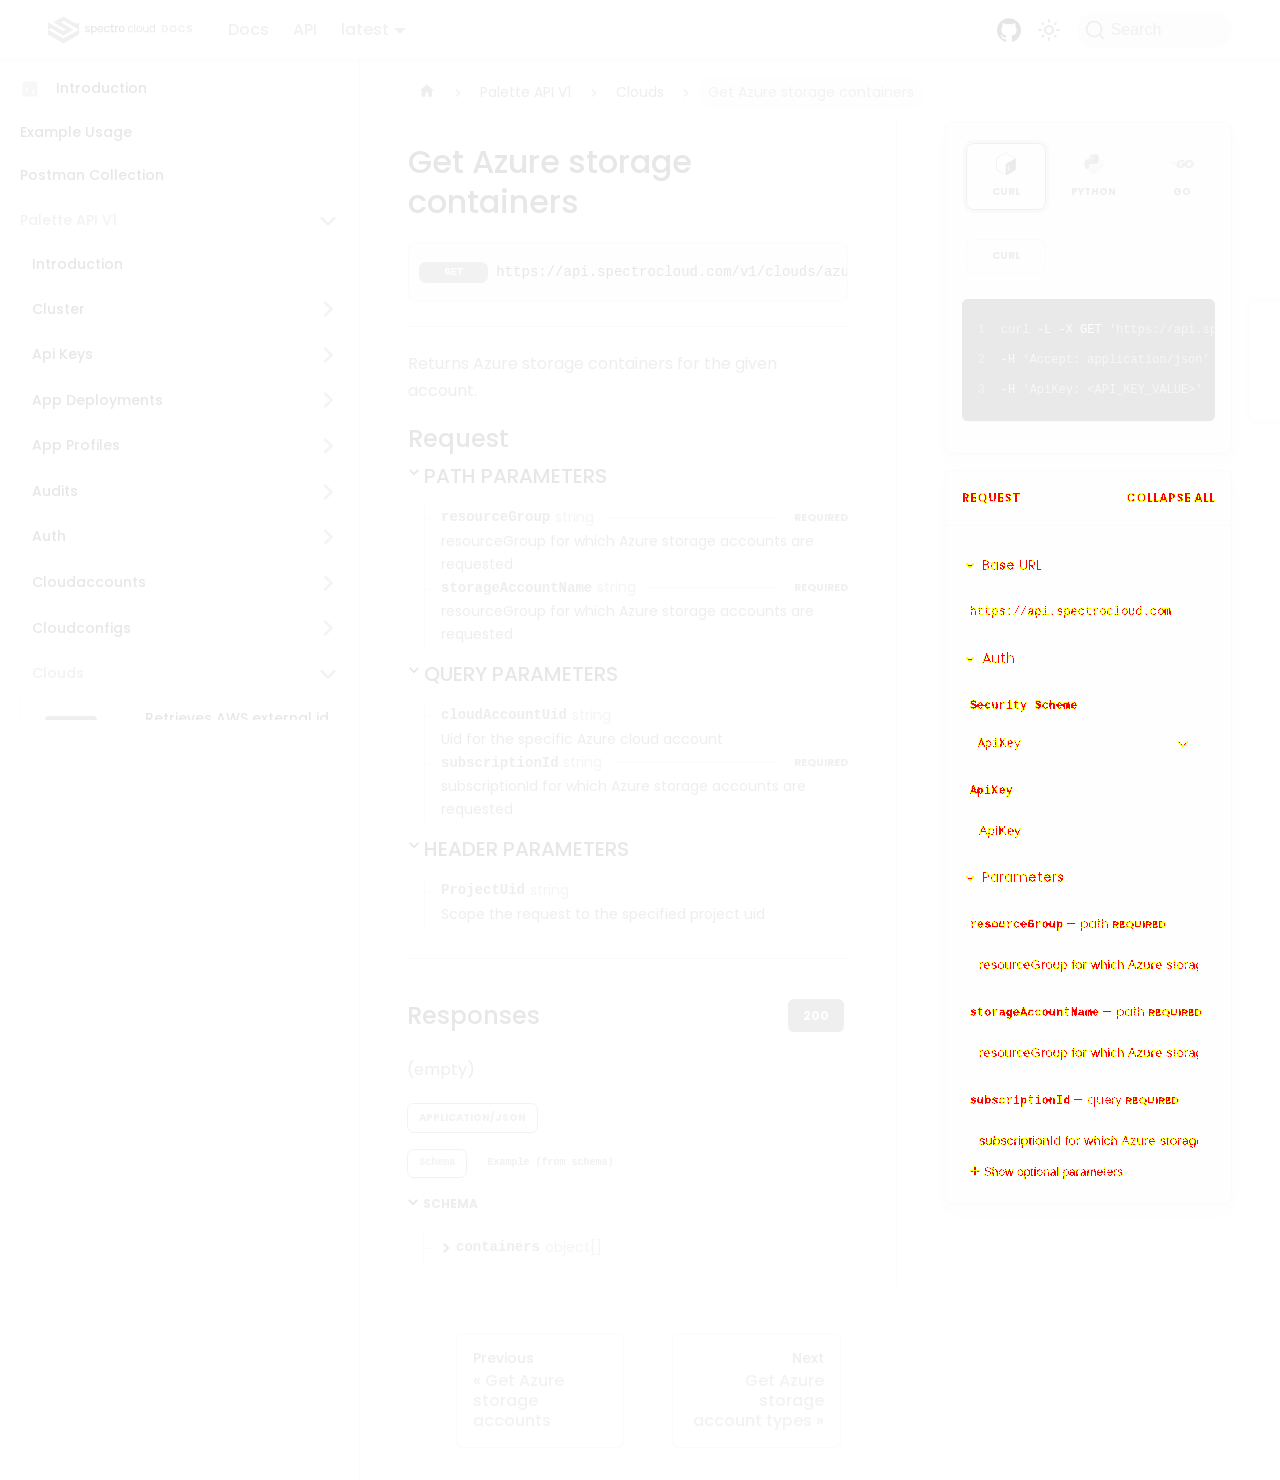 spectro cloud DOCS
Docs API latest
Search
Introduction
Example Usage
Postman Collection
Palette API V1
Introduction
Cluster
Api Keys
App Deployments
App Profiles
Audits
Auth
Cloudaccounts
Cloudconfigs
Clouds
Retrieves AWS external id
Palette API V1 > Clouds > Get Azure storage containers
Get Azure storage
containers
GET https://api.spectrocloud.com/v1/clouds/azu
Returns Azure storage containers for the given
account.
Request
PATH PARAMETERS
resourceGroup string REQUIRED
resourceGroup for which Azure storage accounts are
requested
storageAccountName string REQUIRED
resourceGroup for which Azure storage accounts are
requested
QUERY PARAMETERS
cloudAccountUid string
Uid for the specific Azure cloud account
subscriptionId string REQUIRED
subscriptionId for which Azure storage accounts are
requested
HEADER PARAMETERS
ProjectUid string
Scope the request to the specified project uid
Responses 200
(empty)
APPLICATION/JSON
Schema Example (from schema)
SCHEMA
containers object[]
Previous
« Get Azure
storage
accounts
Next
Get Azure
storage
account types »
CURL PYTHON GO
CURL
1 curl -L -X GET 'https://api.sp
2 -H 'Accept: application/json'
3 -H 'ApiKey: <API_KEY_VALUE>'
REQUEST COLLAPSE ALL
Base URL
https://api.spectrocloud.com
Auth
Security Scheme
ApiKey
ApiKey
ApiKey
Parameters
resourceGroup — path REQUIRED
resourceGroup for which Azure storag
storageAccountName — path REQUIRED
resourceGroup for which Azure storag
subscriptionId — query REQUIRED
subscriptionId for which Azure storage
Show optional parameters